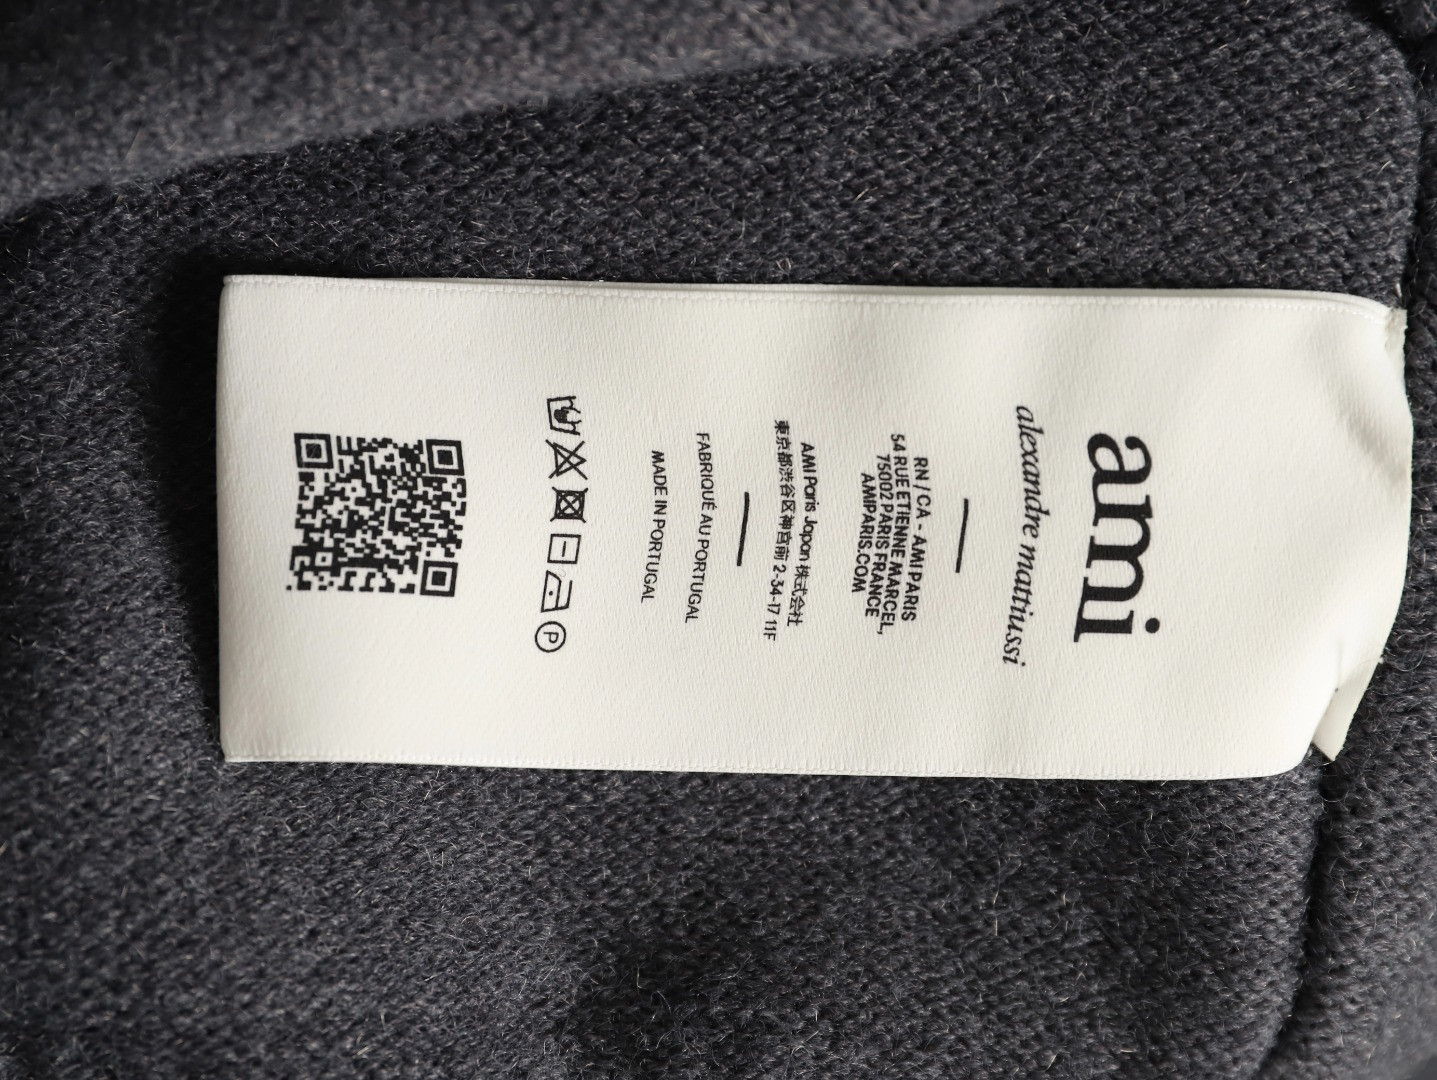 ami
alexandre mattiussi
RN / CA - AMI PARIS
54 RUE ETIENNE MARCEL,
75002 PARIS FRANCE
AMIPARIS.COM
AMI Paris Japan 株式会社
東京都渋谷区神宮前 2-34-17 11F
FABRIQUÉ AU PORTUGAL
MADE IN PORTUGAL
P